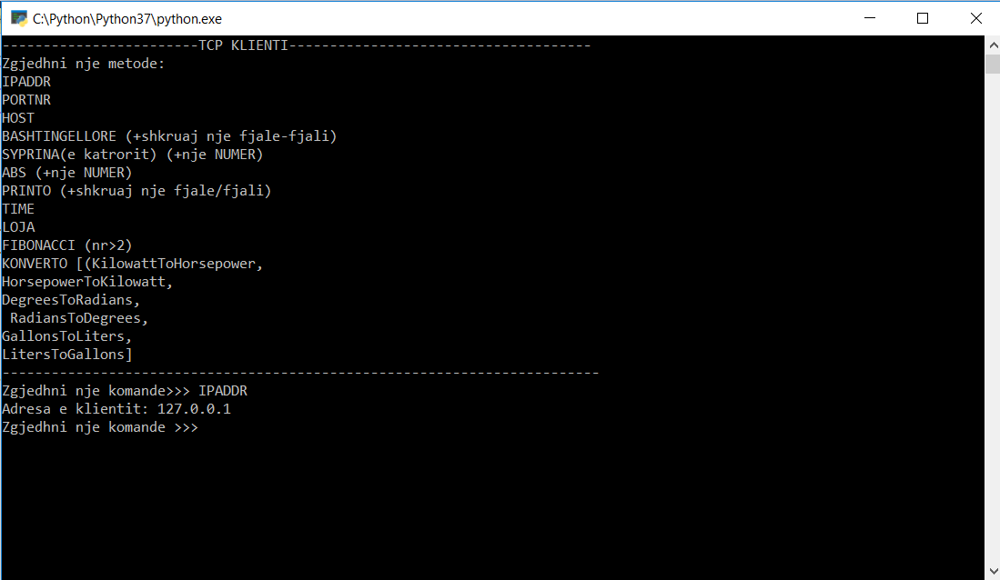 C:\Python\Python37\python.exe
------------------------TCP KLIENTI-------------------------------------
Zgjedhni nje metode:
IPADDR
PORTNR
HOST
BASHTINGELLORE (+shkruaj nje fjale-fjali)
SYPRINA(e katrorit) (+nje NUMER)
ABS (+nje NUMER)
PRINTO (+shkruaj nje fjale/fjali)
TIME
LOJA
FIBONACCI (nr>2)
KONVERTO [(KilowattToHorsepower,
HorsepowerToKilowatt,
DegreesToRadians,
 RadiansToDegrees,
GallonsToLiters,
LitersToGallons]
-------------------------------------------------------------------------
Zgjedhni nje komande>>> IPADDR
Adresa e klientit: 127.0.0.1
Zgjedhni nje komande >>>